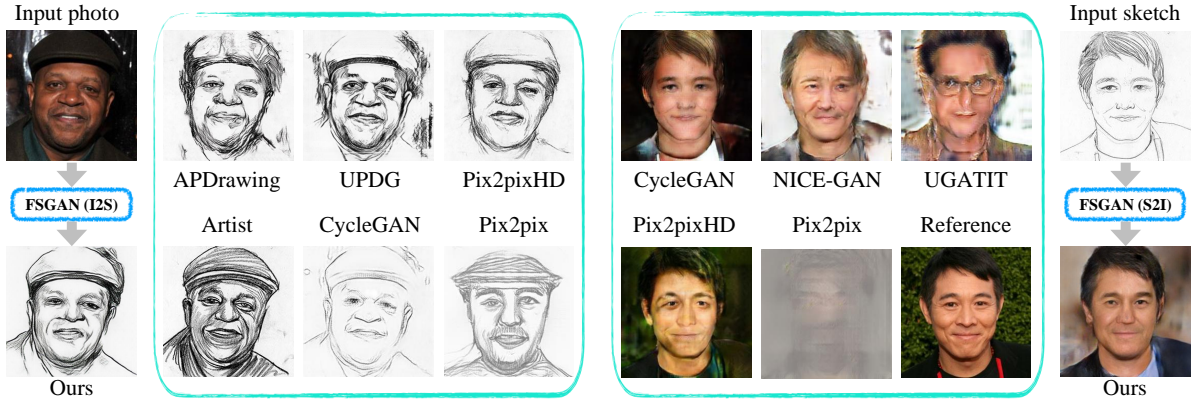 Input photo
FSGAN (I2S)
Ours
APDrawing
UPDG
Pix2pixHD
Artist
CycleGAN
Pix2pix
CycleGAN
NICE-GAN
UGATIT
Pix2pixHD
Pix2pix
Reference
Input sketch
FSGAN (S2I)
Ours